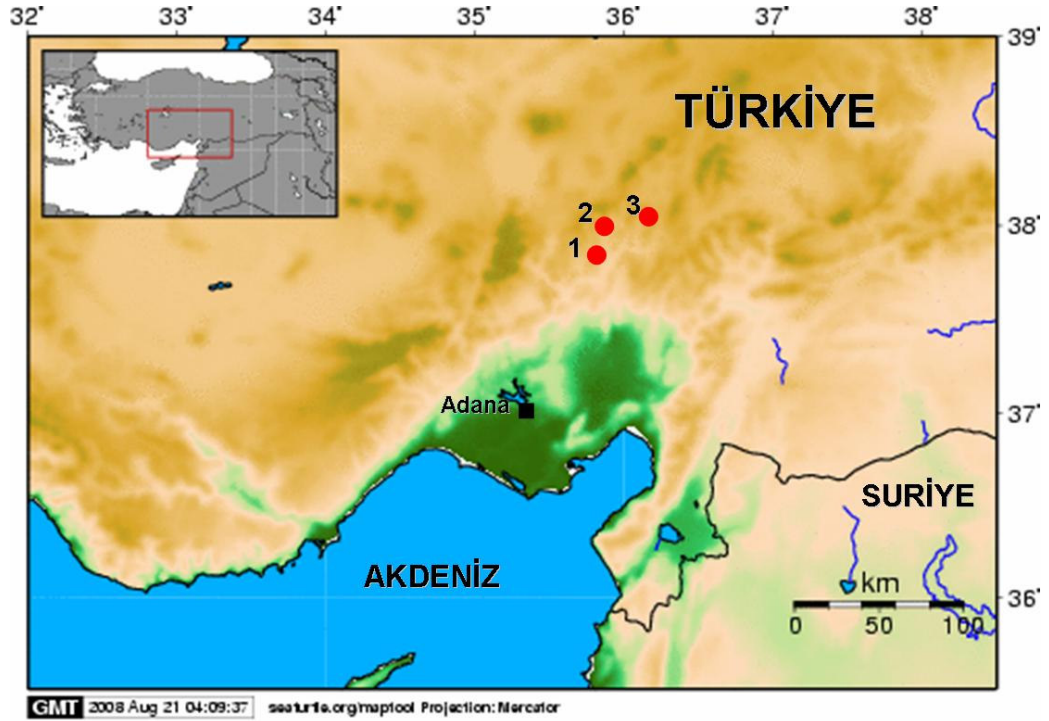 32° 33° 34° 35° 36° 37° 38°
39°
TÜRKİYE
3
2
38°
1
Adana
37°
SURİYE
AKDENİZ
km
36°
0 50 100
GMT 2008 Aug 21 04:09:37 seaturtle.org/maptool Projection: Mercator